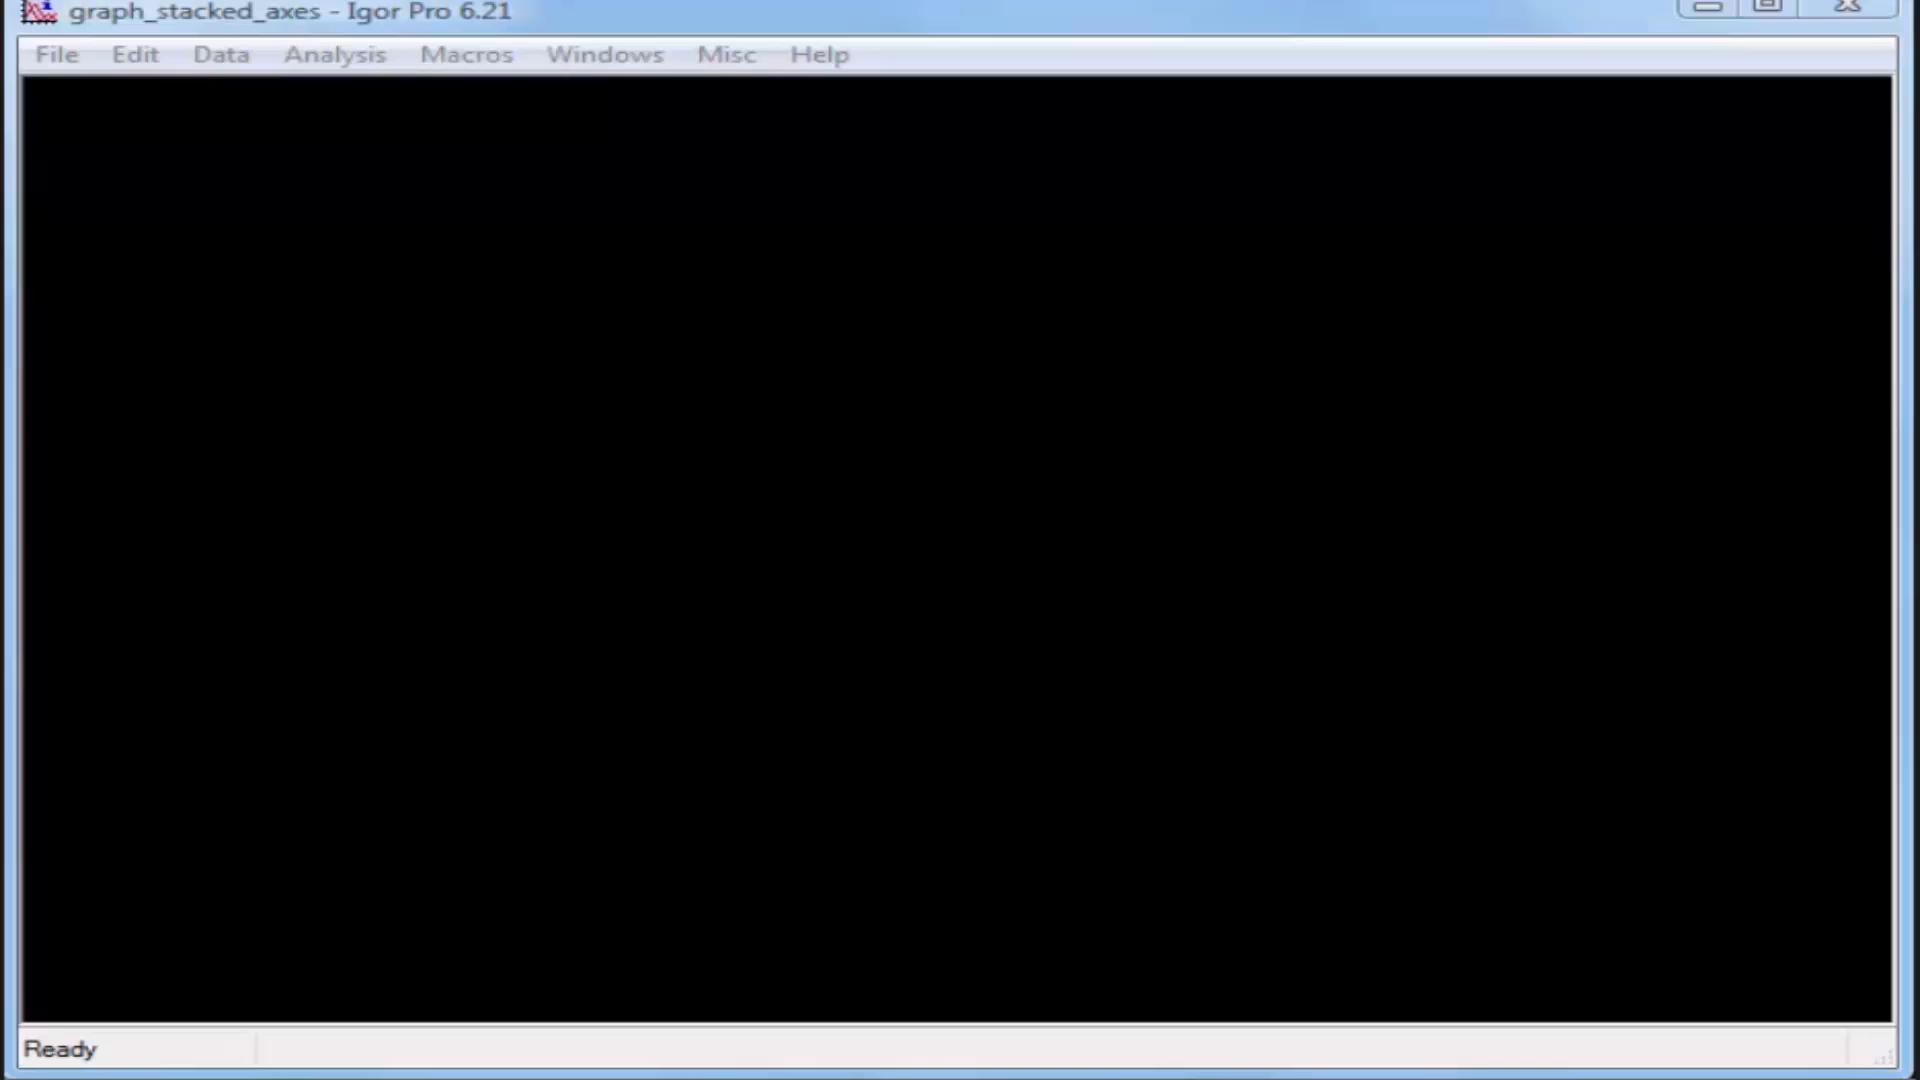 graph_stacked_axes - Igor Pro 6.21
File Edit Data Analysis Macros Windows Misc Help
Ready